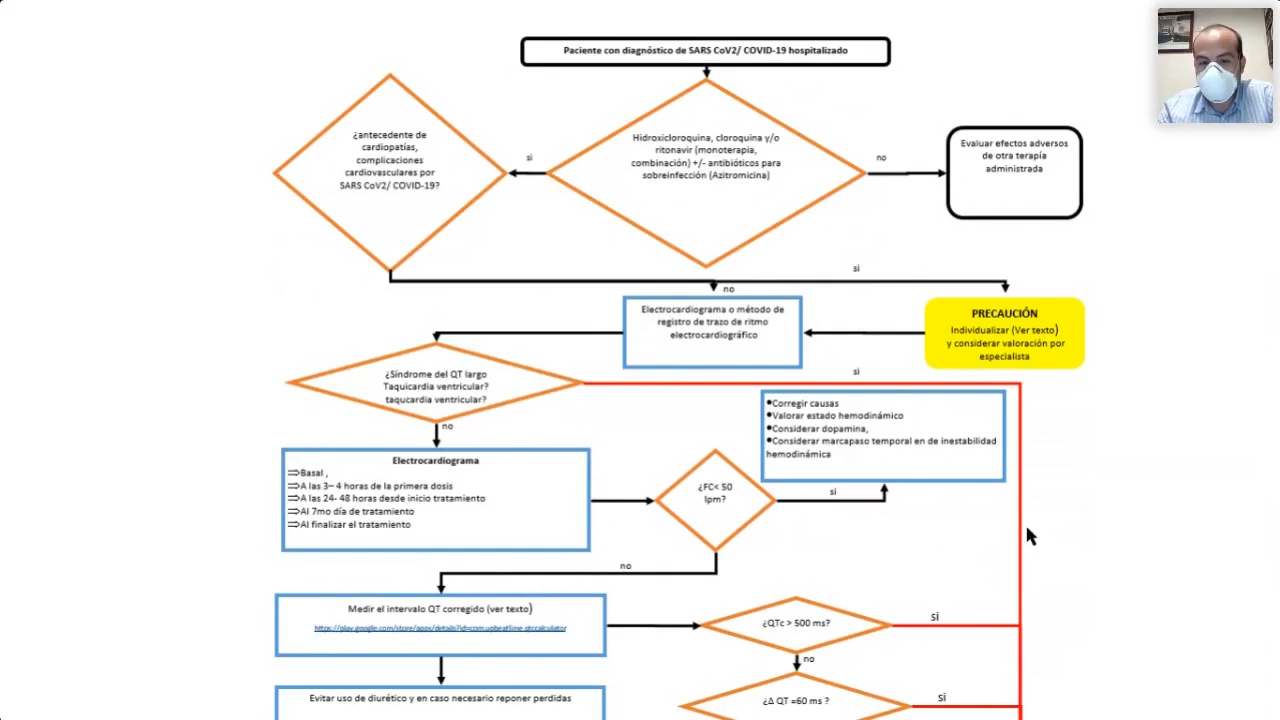 Paciente con diagnóstico de SARS CoV2/ COVID-19 hospitalizado
¿antecedente de
cardiopatías,
complicaciones
cardiovasculares por
SARS CoV2/ COVID-19?
si
Hidroxicloroquina, cloroquina y/o
ritonavir (monoterapia,
combinación) +/- antibióticos para
sobreinfección (Azitromicina)
no
Evaluar efectos adversos
de otra terapía
administrada
si
no
Electrocardiograma o método de
registro de trazo de ritmo
electrocardiográfico
PRECAUCIÓN
Individualizar (Ver texto)
y considerar valoración por
especialista
¿Síndrome del QT largo
Taquicardia ventricular?
taqucardia ventricular?
si
no
•Corregir causas
•Valorar estado hemodinámico
•Considerar dopamina,
•Considerar marcapaso temporal en de inestabilidad
hemodinámica
Electrocardiograma
⇒Basal ,
⇒A las 3– 4 horas de la primera dosis
⇒A las 24- 48 horas desde inicio tratamiento
⇒Al 7mo día de tratamiento
⇒Al finalizar el tratamiento
¿FC< 50
lpm?
si
no
Medir el intervalo QT corregido (ver texto)
https://play.google.com/store/apps/details?id=com.upbeatlime.qtccalculator
¿QTc > 500 ms?
si
no
Evitar uso de diurético y en caso necesario reponer perdidas
¿Δ QT =60 ms ?
si